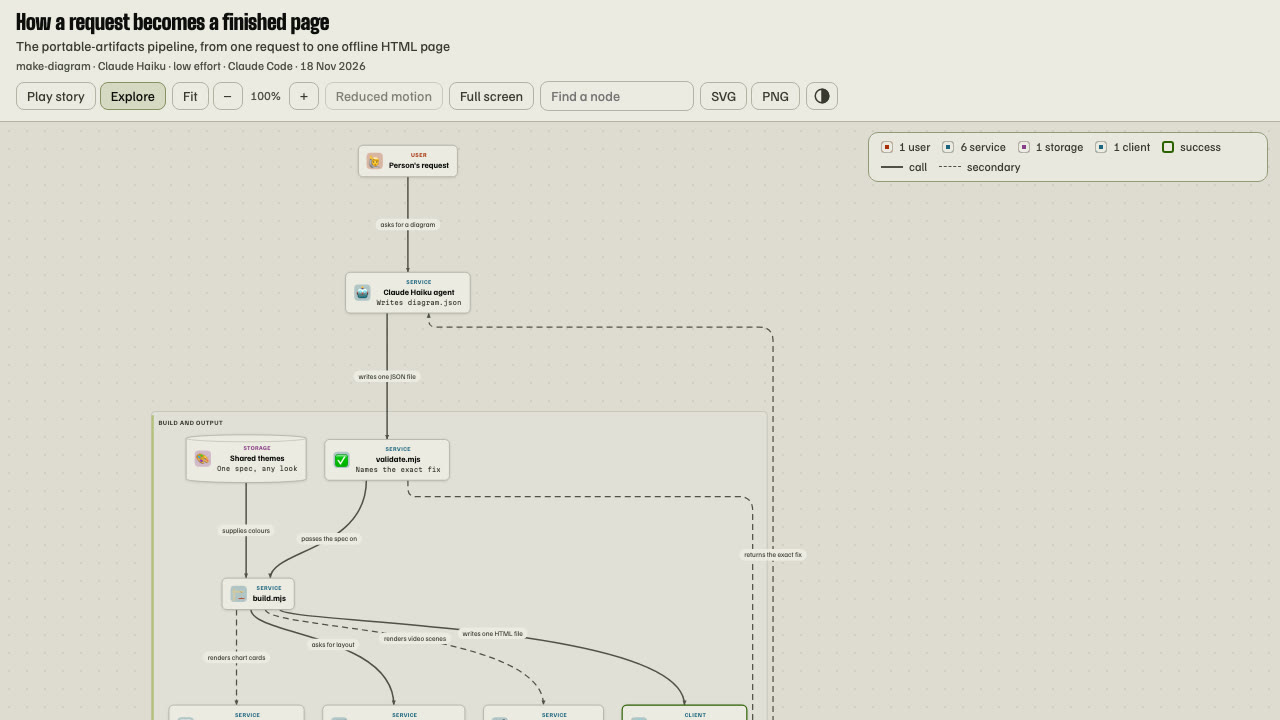 How a request becomes a finished page
The portable-artifacts pipeline, from one request to one offline HTML page
make-diagram · Claude Haiku · low effort · Claude Code · 18 Nov 2026
Play story
Explore
Fit
−
100%
+
Reduced motion
Full screen
Find a node
SVG
PNG
1 user
6 service
1 storage
1 client
success
call
secondary
USER
Person's request
asks for a diagram
SERVICE
Claude Haiku agent
Writes diagram.json
writes one JSON file
BUILD AND OUTPUT
STORAGE
Shared themes
One spec, any look
SERVICE
validate.mjs
Names the exact fix
supplies colours
passes the spec on
returns the exact fix
SERVICE
build.mjs
renders chart cards
asks for layout
renders video scenes
writes one HTML file
SERVICE
SERVICE
SERVICE
CLIENT